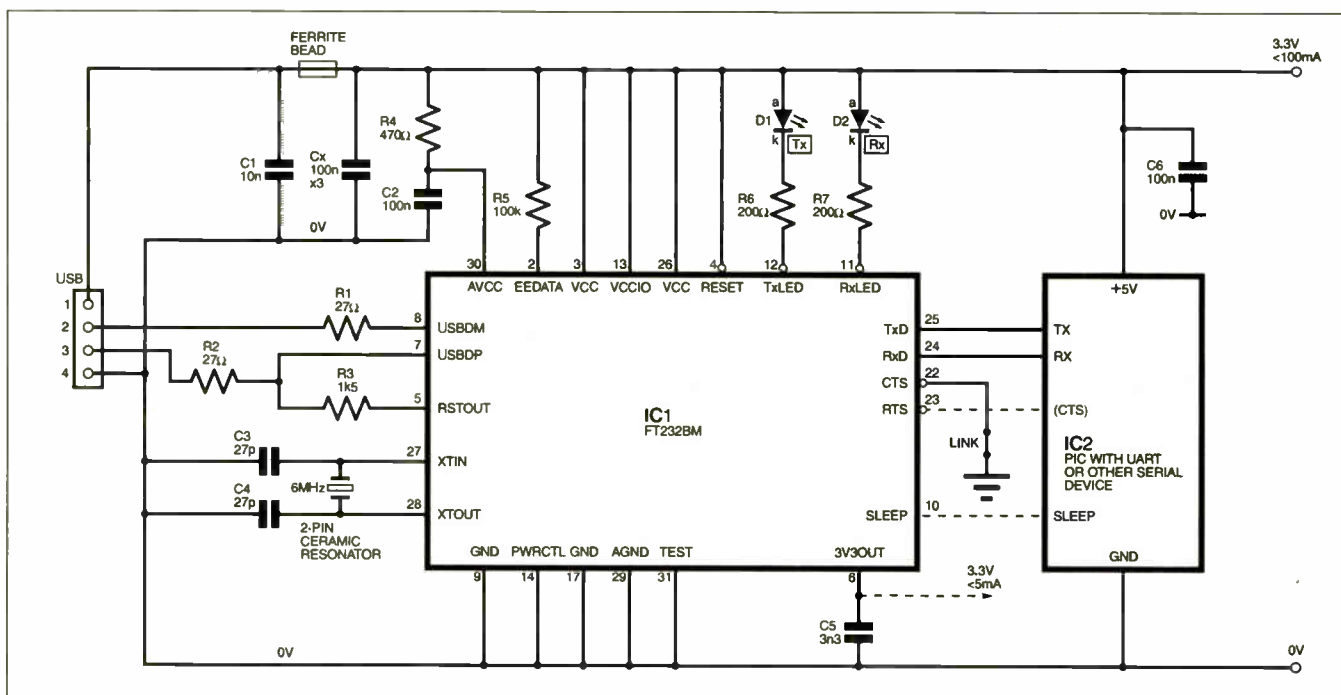 FERRITE
BEAD
3.3V
<100mA
R4
470Ω
C1
10n
Cx
100n
x3
C2
100n
0V
R5
100k
a
D1
k
Tx
a
D2
k
Rx
R6
200Ω
R7
200Ω
C6
100n
0V
USB
1
2
3
4
30
2
3
13
26
4
12
11
AVCC
EEDATA
VCC
VCCIO
VCC
RESET
TxLED
RxLED
+5V
R1
27Ω
8
USBDM
R2
27Ω
7
USBDP
R3
1k5
5
RSTOUT
TxD
25
TX
RxD
24
RX
CTS
22
RTS
23
(CTS)
IC1
FT232BM
LINK
IC2
PIC WITH UART
OR OTHER SERIAL
DEVICE
C3
27p
27
XTIN
6MHz
C4
27p
28
XTOUT
2-PIN
CERAMIC
RESONATOR
SLEEP
10
SLEEP
GND
PWRCTL
GND
AGND
TEST
3V3OUT
GND
9
14
17
29
31
6
3.3V
<5mA
C5
3n3
0V
0V